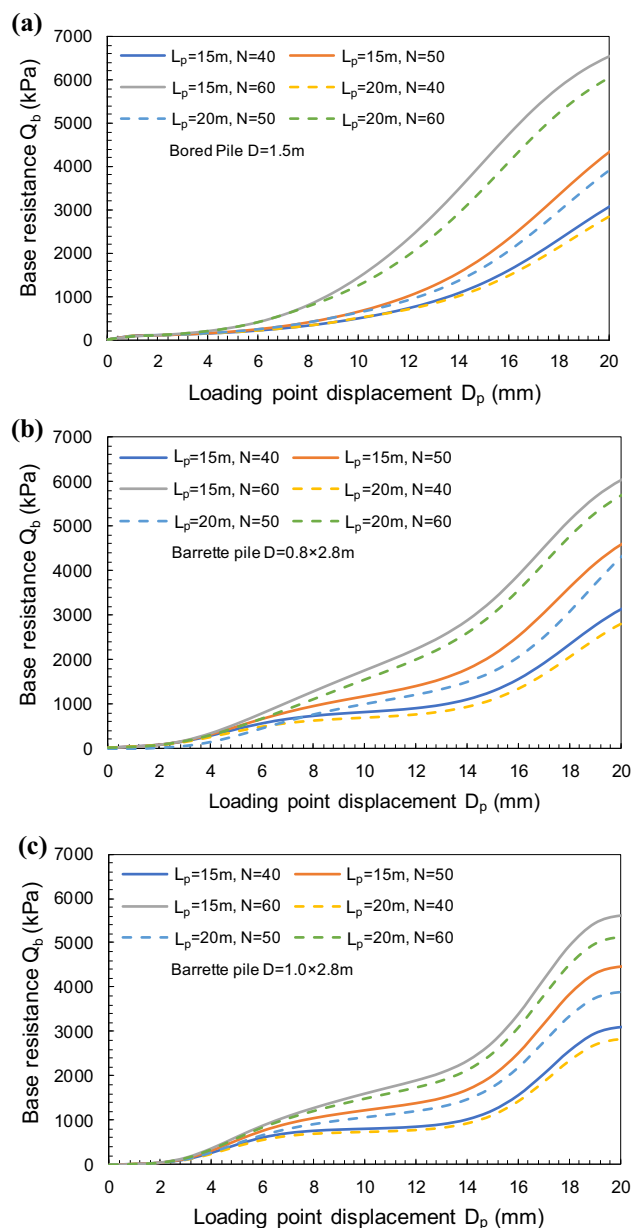 (a)
7000
6000
5000
4000
3000
2000
1000
0
Base resistance Q_b (kPa)
L_p=15m, N=40 L_p=15m, N=50
L_p=15m, N=60 L_p=20m, N=40
L_p=20m, N=50 L_p=20m, N=60
Bored Pile D=1.5m
0 2 4 6 8 10 12 14 16 18 20
Loading point displacement D_p (mm)
(b)
7000
6000
5000
4000
3000
2000
1000
0
Base resistance Q_b (kPa)
L_p=15m, N=40 L_p=15m, N=50
L_p=15m, N=60 L_p=20m, N=40
L_p=20m, N=50 L_p=20m, N=60
Barrette pile D=0.8×2.8m
0 2 4 6 8 10 12 14 16 18 20
Loading point displacement D_p (mm)
(c)
7000
6000
5000
4000
3000
2000
1000
0
Base resistance Q_b (kPa)
L_p=15m, N=40 L_p=15m, N=50
L_p=15m, N=60 L_p=20m, N=40
L_p=20m, N=50 L_p=20m, N=60
Barrette pile D=1.0×2.8m
0 2 4 6 8 10 12 14 16 18 20
Loading point displacement D_p (mm)